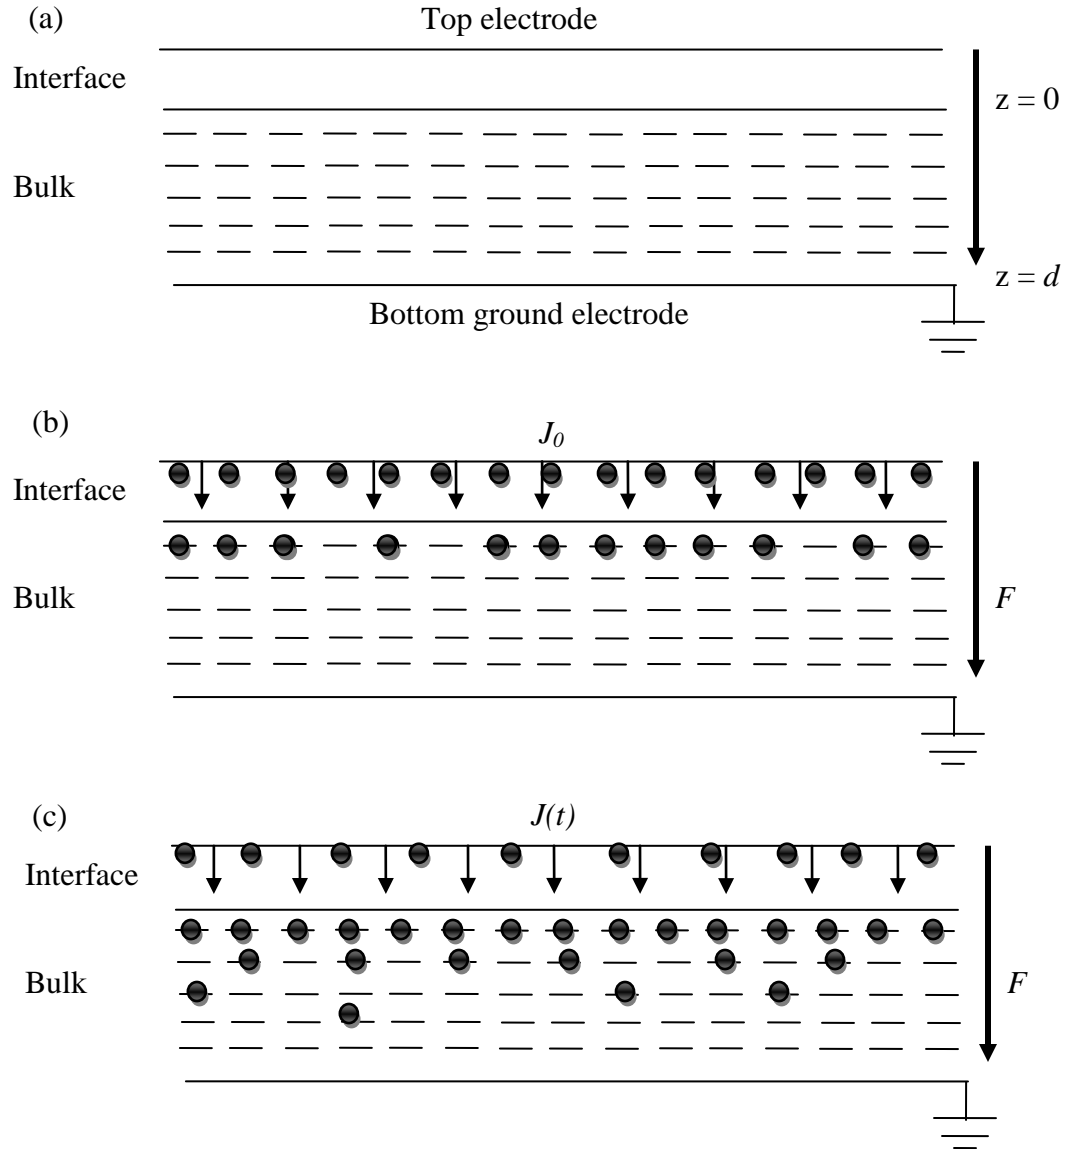 (a)
Top electrode
Interface
z = 0
Bulk
z = d
Bottom ground electrode
(b)
J0
Interface
Bulk
F
(c)
J(t)
Interface
Bulk
F